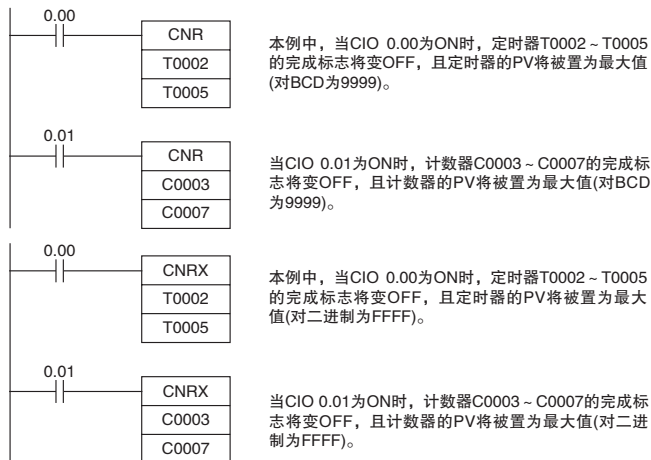 0.00
CNR
T0002
T0005
本例中，当CIO 0.00为ON时，定时器T0002～T0005
的完成标志将变OFF，且定时器的PV将被置为最大值
(对BCD为9999)。
0.01
CNR
C0003
C0007
当CIO 0.01为ON时，计数器C0003～C0007的完成标
志将变OFF，且计数器的PV将被置为最大值(对BCD
为9999)。
0.00
CNRX
T0002
T0005
本例中，当CIO 0.00为ON时，定时器T0002～T0005
的完成标志将变OFF，且定时器的PV将被置为最大
值(对二进制为FFFF)。
0.01
CNRX
C0003
C0007
当CIO 0.01为ON时，计数器C0003～C0007的完成标
志将变OFF，且计数器的PV将被置为最大值(对二进
制为FFFF)。